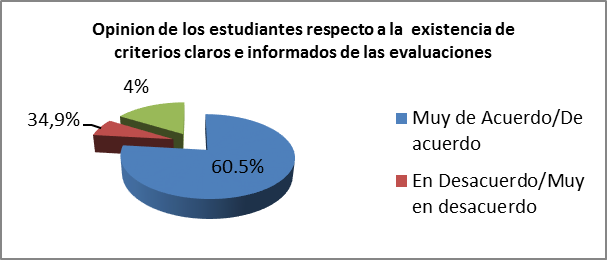 Opinion de los estudiantes respecto a la existencia de
criterios claros e informados de las evaluaciones
4%
34,9%
60.5%
Muy de Acuerdo/De
acuerdo
En Desacuerdo/Muy
en desacuerdo